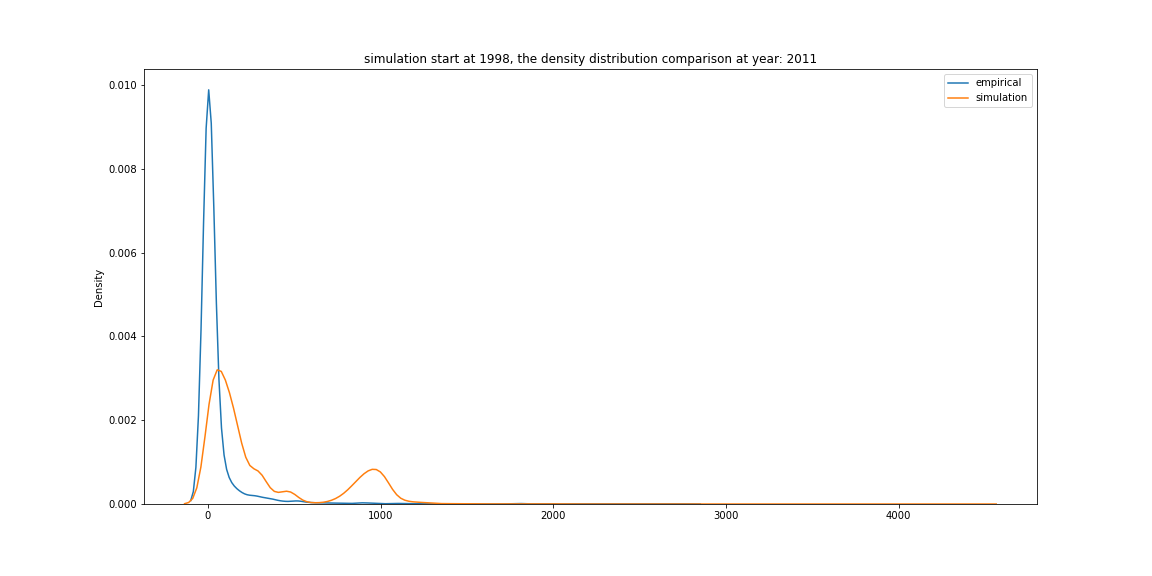 simulation start at 1998, the density distribution comparison at year: 2011
empirical
simulation
0.010
0.008
0.006
0.004
0.002
0.000
Density
0
1000
2000
3000
4000